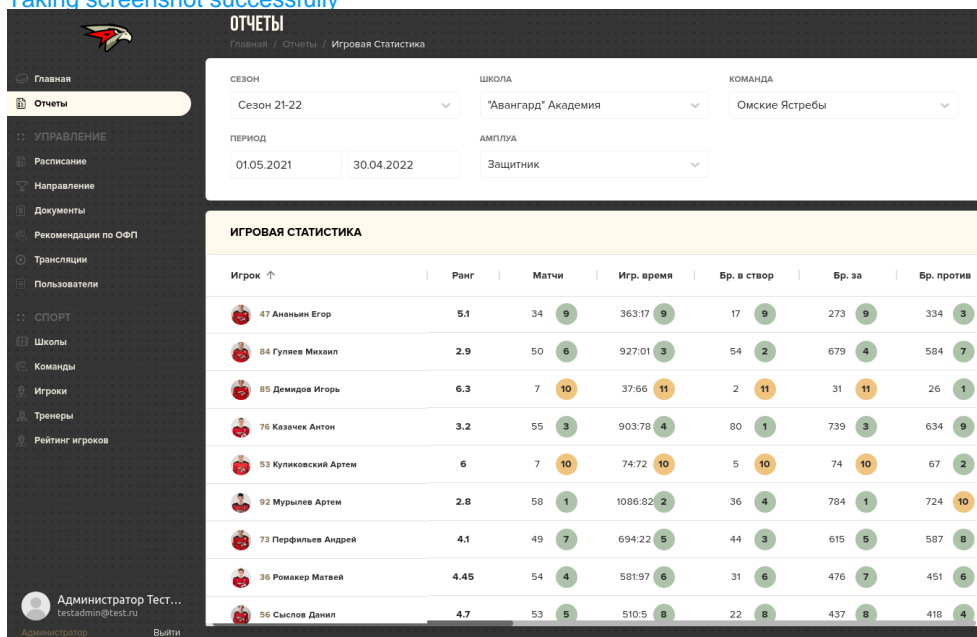 Taking screenshot successfully
ОТЧЕТЫ
Главная / Отчеты / Игровая Статистика
Главная
Отчеты
:: УПРАВЛЕНИЕ
Расписание
Направление
Документы
Рекомендации по ОФП
Трансляции
Пользователи
:: СПОРТ
Школы
Команды
Игроки
Тренеры
Рейтинг игроков
Администратор Тест...
testadmin@test.ru
Администратор Выйти
СЕЗОН ШКОЛА КОМАНДА
Сезон 21-22 "Авангард" Академия Омские Ястребы
ПЕРИОД АМПЛУА
01.05.2021 30.04.2022 Защитник
ИГРОВАЯ СТАТИСТИКА
Игрок ↑ Ранг Матчи Игр. время Бр. в створ Бр. за Бр. против
47 Ананьин Егор 5.1 34 9 363:17 9 17 9 273 9 334 3
84 Гуляев Михаил 2.9 50 6 927:01 3 54 2 679 4 584 7
85 Демидов Игорь 6.3 7 10 37:66 11 2 11 31 11 26 1
76 Казачек Антон 3.2 55 3 903:78 4 80 1 739 3 634 9
53 Куликовский Артем 6 7 10 74:72 10 5 10 74 10 67 2
92 Мурылев Артем 2.8 58 1 1086:82 2 36 4 784 1 724 10
73 Перфильев Андрей 4.1 49 7 694:22 5 44 3 615 5 587 8
36 Ромакер Матвей 4.45 54 4 581:97 6 31 6 476 7 451 6
56 Сыслов Данил 4.7 53 5 510:5 8 22 8 437 8 418 4